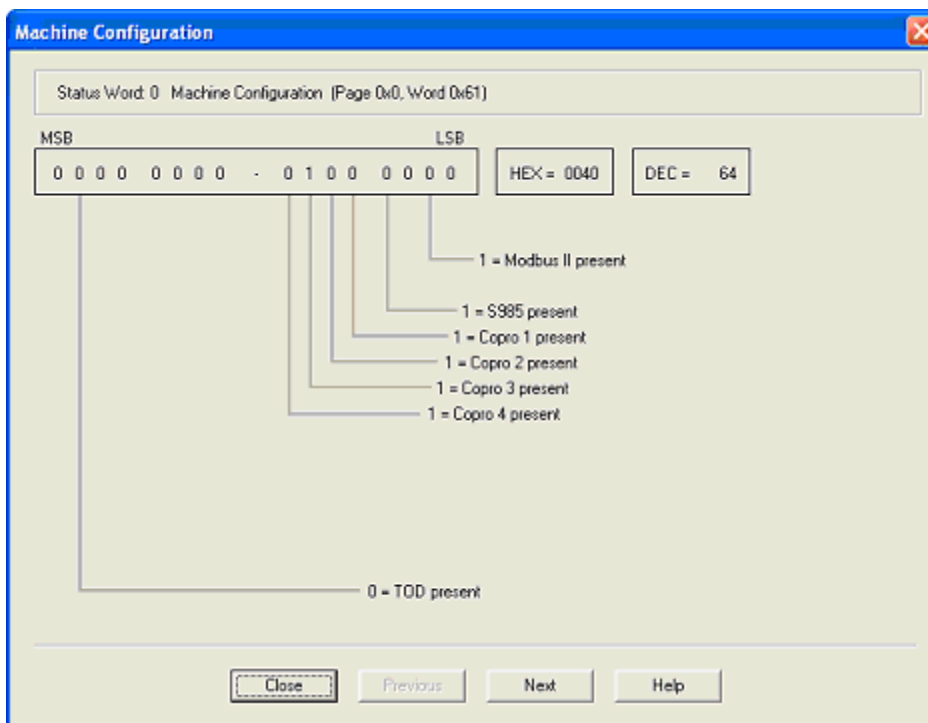 Machine Configuration
Status Word: 0 Machine Configuration (Page 0x0, Word 0x61)
MSB LSB
0 0 0 0 0 0 0 0 - 0 1 0 0 0 0 0 0 HEX = 0040 DEC = 64
1 = Modbus II present
1 = S985 present
1 = Copro 1 present
1 = Copro 2 present
1 = Copro 3 present
1 = Copro 4 present
0 = TOD present
Close Previous Next Help